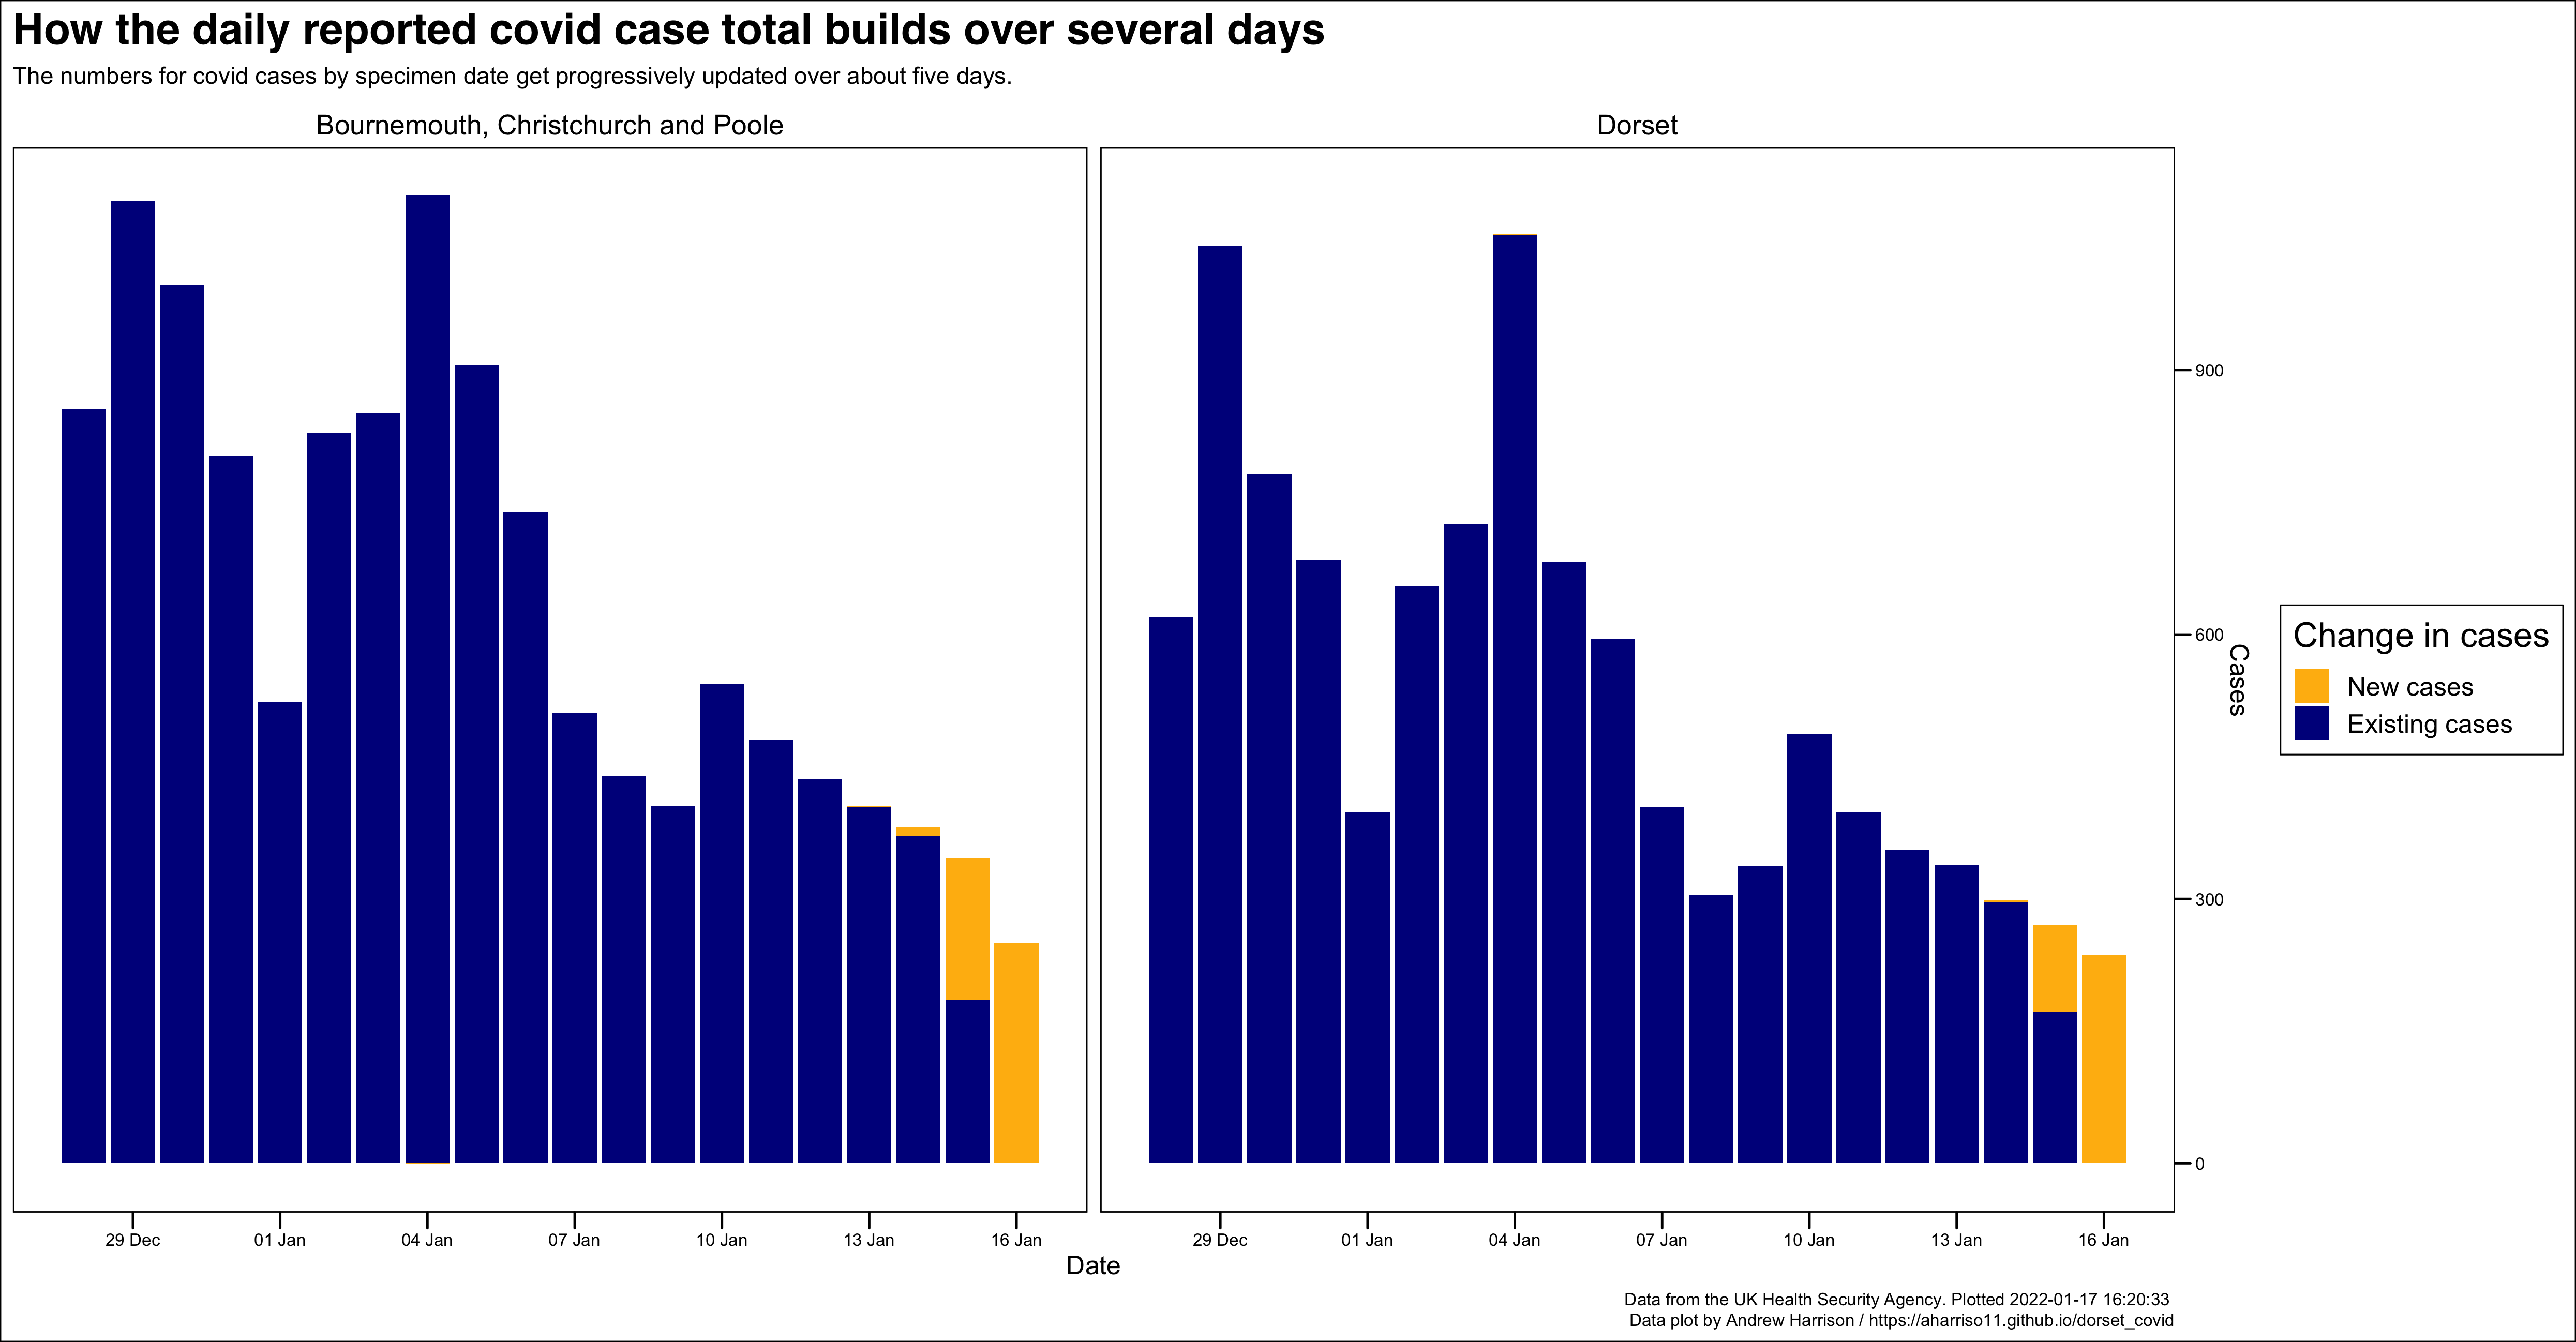 How the daily reported covid case total builds over several days
The numbers for covid cases by specimen date get progressively updated over about five days.
Bournemouth, Christchurch and Poole
Dorset
900
600
300
0
Cases
Change in cases
New cases
Existing cases
29 Dec
01 Jan
04 Jan
07 Jan
10 Jan
13 Jan
16 Jan
29 Dec
01 Jan
04 Jan
07 Jan
10 Jan
13 Jan
16 Jan
Date
Data from the UK Health Security Agency. Plotted 2022-01-17 16:20:33
Data plot by Andrew Harrison / https://aharriso11.github.io/dorset_covid